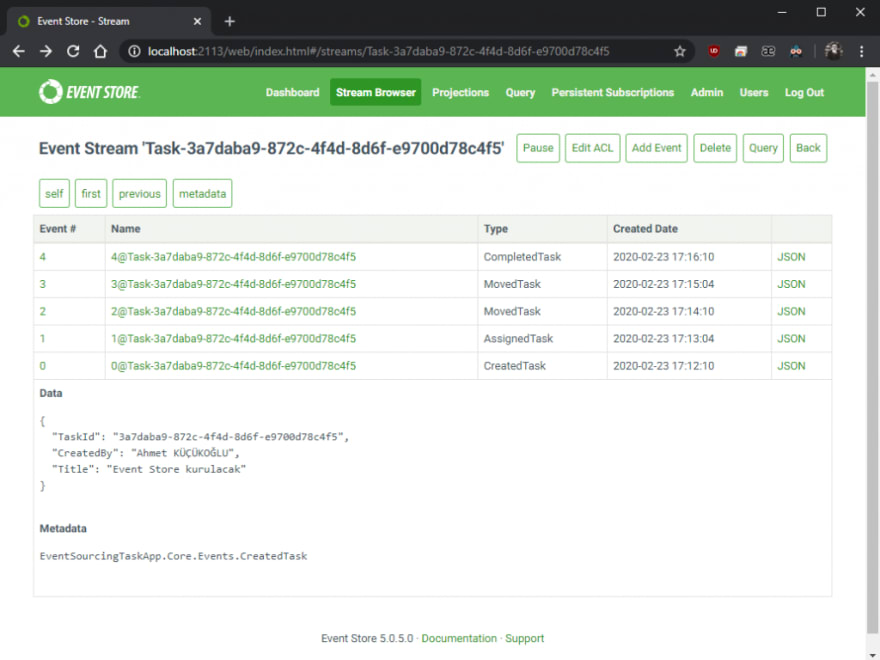 Event Store - Stream
localhost:2113/web/index.html#/streams/Task-3a7daba9-872c-4f4d-8d6f-e9700d78c4f5
EVENT STORE
Dashboard Stream Browser Projections Query Persistent Subscriptions Admin Users Log Out
Event Stream 'Task-3a7daba9-872c-4f4d-8d6f-e9700d78c4f5' Pause Edit ACL Add Event Delete Query Back
self first previous metadata
Event # Name Type Created Date
4 4@Task-3a7daba9-872c-4f4d-8d6f-e9700d78c4f5 CompletedTask 2020-02-23 17:16:10 JSON
3 3@Task-3a7daba9-872c-4f4d-8d6f-e9700d78c4f5 MovedTask 2020-02-23 17:15:04 JSON
2 2@Task-3a7daba9-872c-4f4d-8d6f-e9700d78c4f5 MovedTask 2020-02-23 17:14:10 JSON
1 1@Task-3a7daba9-872c-4f4d-8d6f-e9700d78c4f5 AssignedTask 2020-02-23 17:13:04 JSON
0 0@Task-3a7daba9-872c-4f4d-8d6f-e9700d78c4f5 CreatedTask 2020-02-23 17:12:10 JSON
Data
{
"TaskId": "3a7daba9-872c-4f4d-8d6f-e9700d78c4f5",
"CreatedBy": "Ahmet KÜÇÜKOĞLU",
"Title": "Event Store kurulacak"
}
Metadata
EventSourcingTaskApp.Core.Events.CreatedTask
Event Store 5.0.5.0 · Documentation · Support